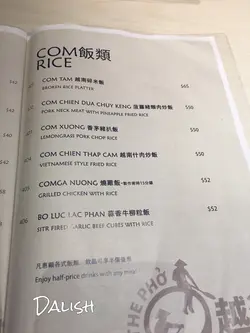 COM飯類
RICE
COM TAM 越南碎米飯 $65
BROKEN RICE PLATTER
COM CHIEN DUA CHUY KENG 菠蘿豬頸肉炒飯 $50
PORK NECK MEAT WITH PINEAPPLE FRIED RICE
COM XUONG 香茅豬扒飯 $50
LEMONGRASS PORK CHOP RICE
COM CHIEN THAP CAM 越南什肉炒飯 $50
VIETNAMESE STYLE FRIED RICE
COMGA NUONG 燒雞飯 $52
GRILLED CHICKEN WITH RICE
406 BO LUC LAC PHAN 蒜香牛柳粒飯 $52
STIR FRIED GARLIC BEEF CUBES WITH RICE
Enjoy half-price drinks with any meal
THE PHỞ
DALISH